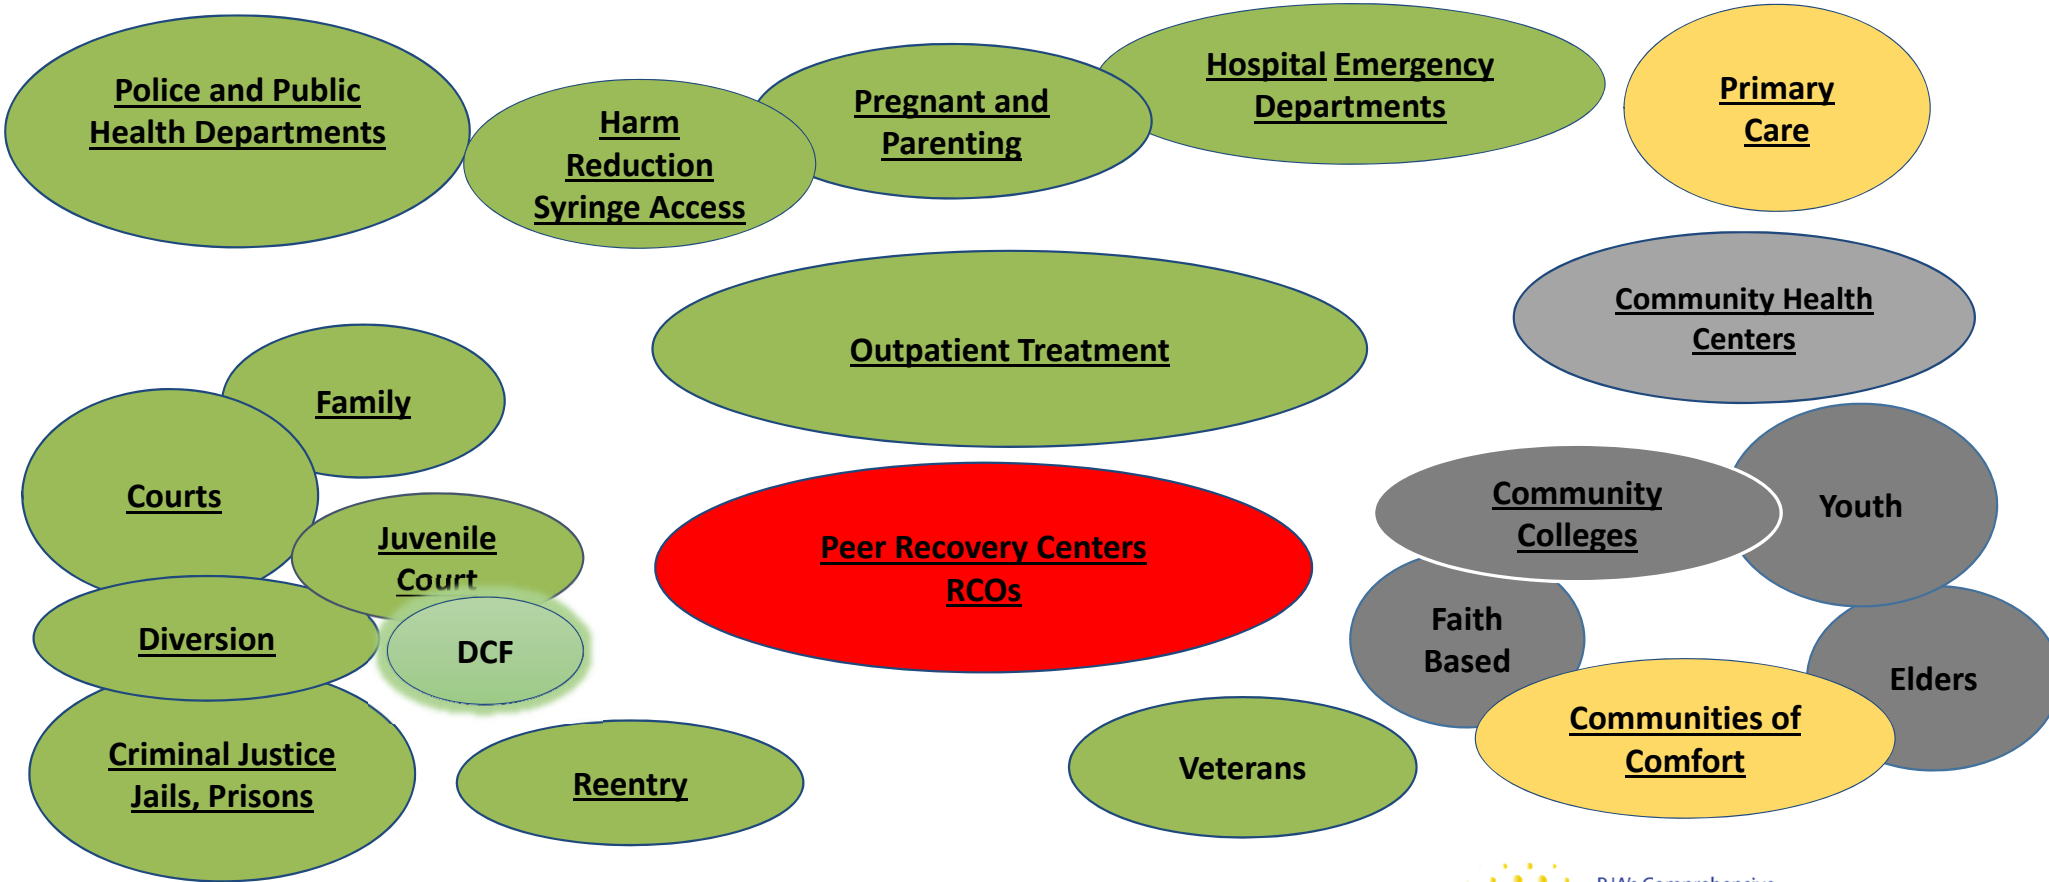 Police and Public
Health Departments
Harm
Reduction
Syringe Access
Pregnant and
Parenting
Hospital Emergency
Departments
Primary
Care
Community Health
Centers
Outpatient Treatment
Family
Courts
Juvenile
Court
Diversion
DCF
Criminal Justice
Jails, Prisons
Reentry
Peer Recovery Centers
RCOs
Community
Colleges
Youth
Faith
Based
Elders
Communities of
Comfort
Veterans
Comprehensive